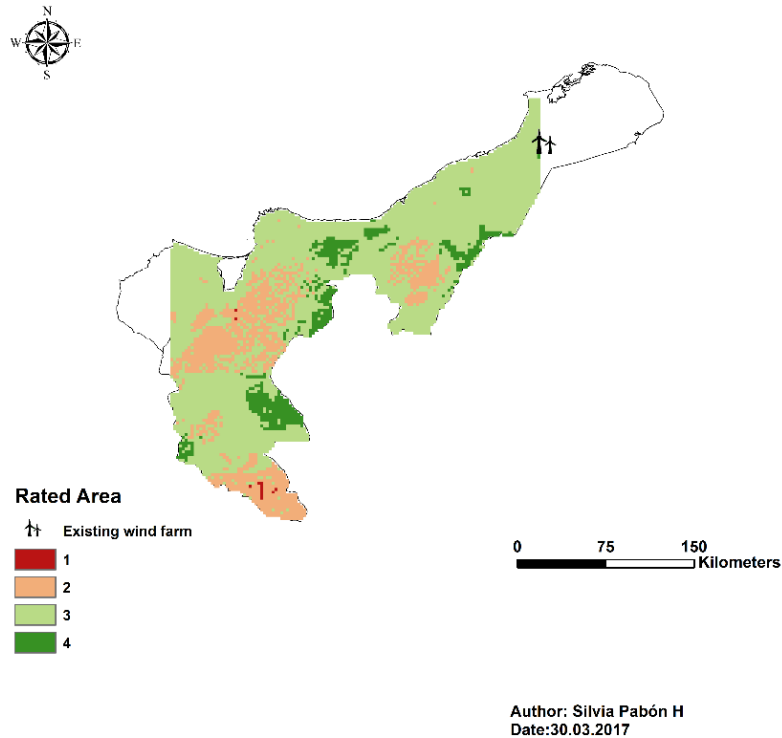 N
W E
S
Rated Area
Existing wind farm
1
2
3
4
0 75 150
Kilometers
Author: Silvia Pabón H
Date:30.03.2017